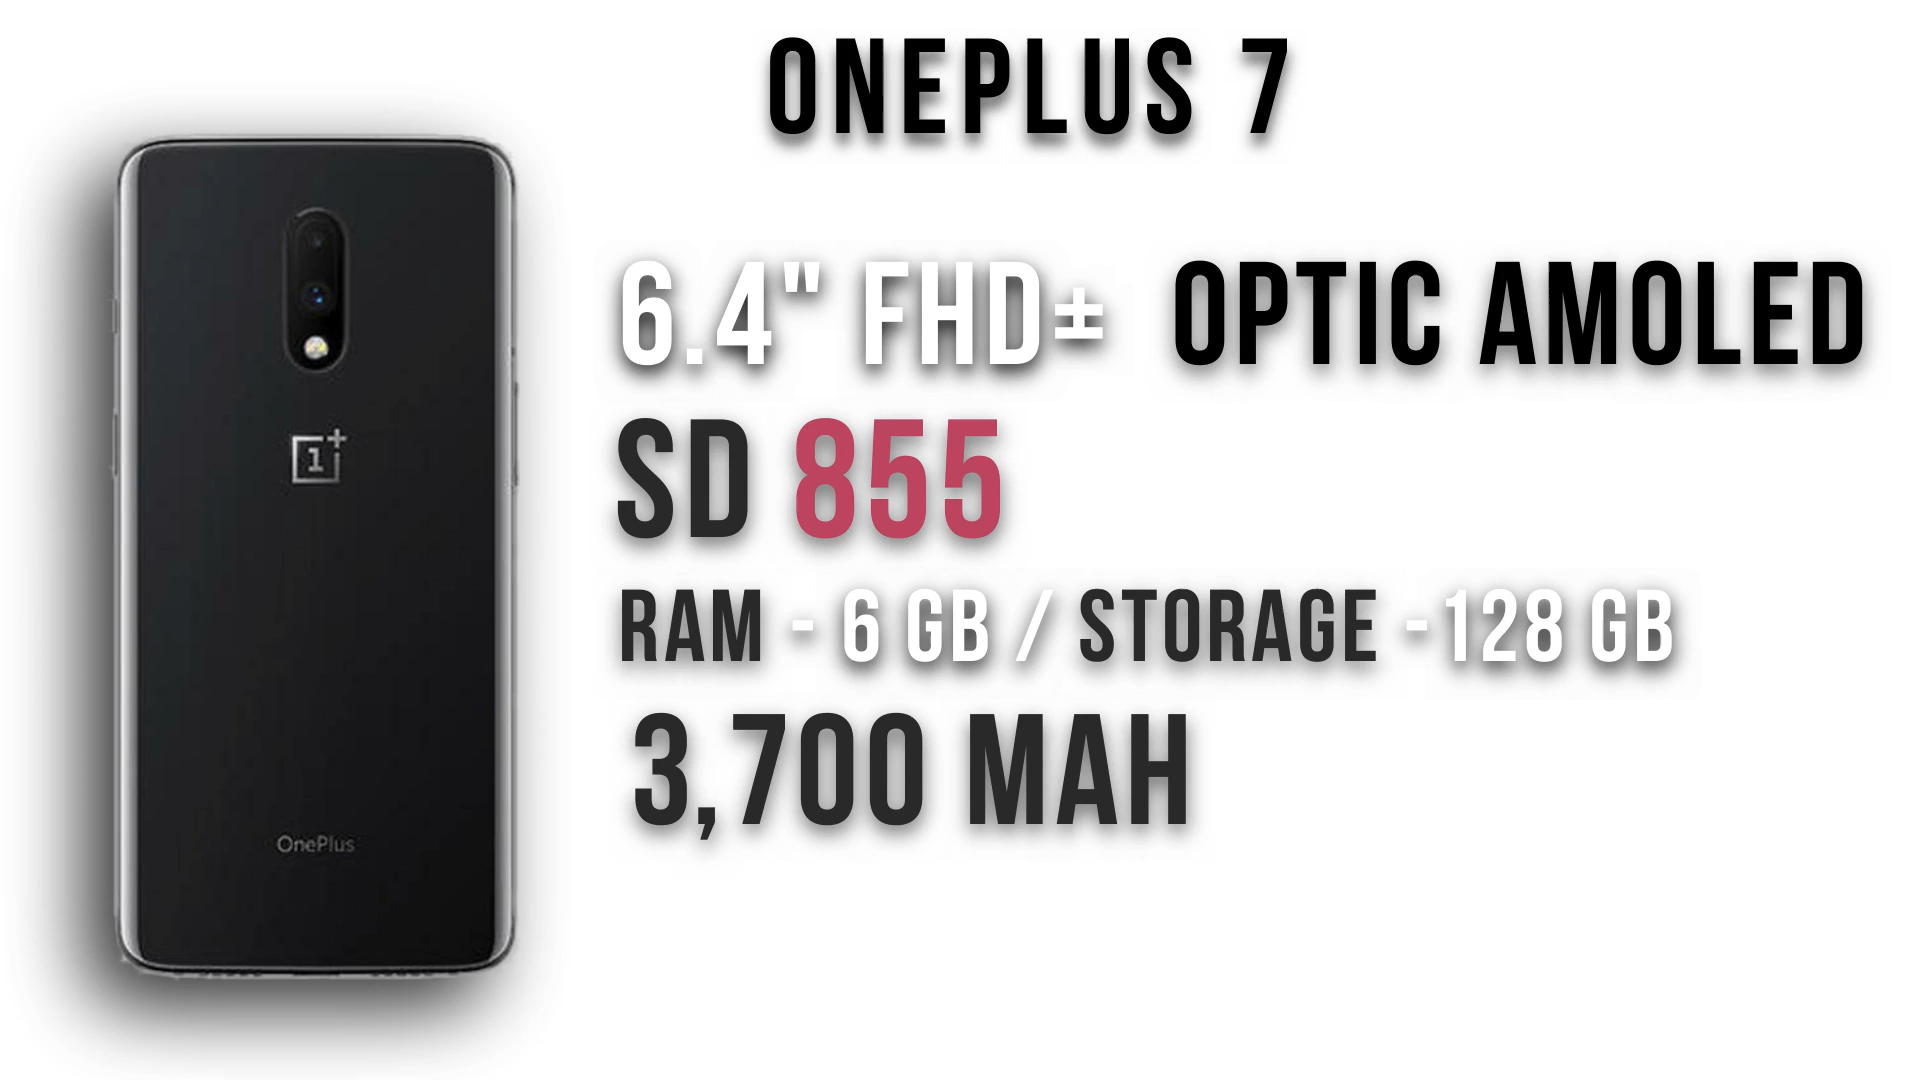 ONEPLUS 7
6.4" FHD± OPTIC AMOLED
SD 855
RAM - 6 GB / STORAGE -128 GB
3,700 MAH
1+
OnePlus